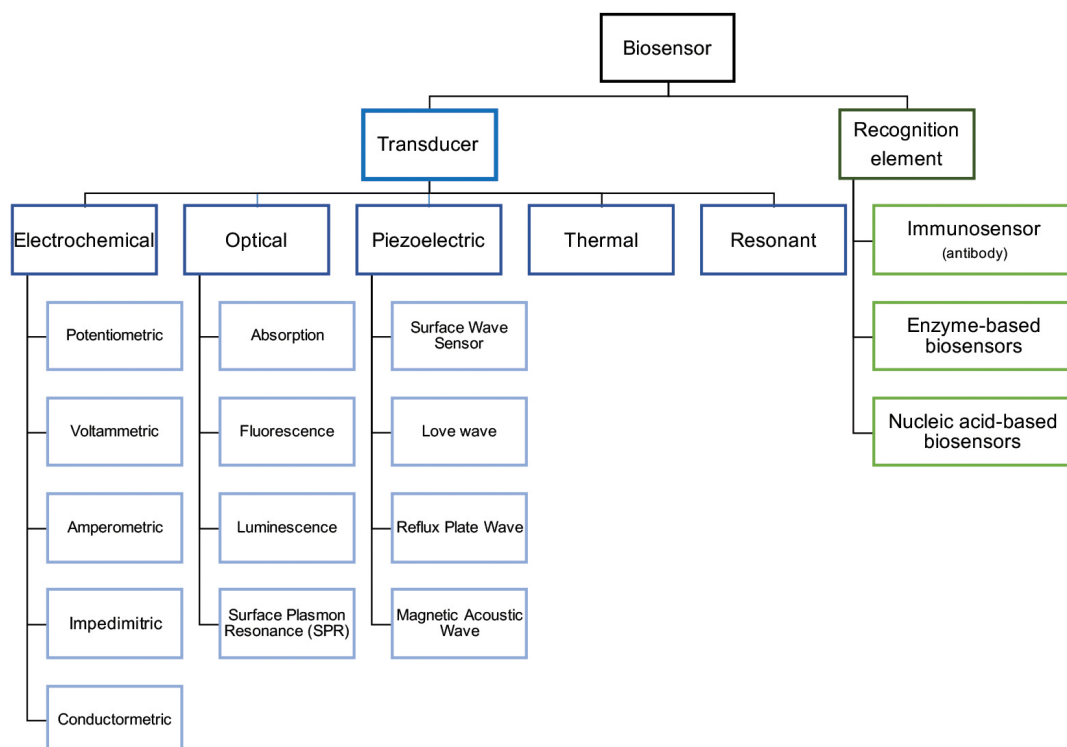 Biosensor
Transducer
Recognition
element
Electrochemical
Optical
Piezoelectric
Thermal
Resonant
Immunosensor
(antibody)
Enzyme-based
biosensors
Nucleic acid-based
biosensors
Potentiometric
Voltammetric
Amperometric
Impedimitric
Conductormetric
Absorption
Fluorescence
Luminescence
Surface Plasmon
Resonance (SPR)
Surface Wave
Sensor
Love wave
Reflux Plate Wave
Magnetic Acoustic
Wave